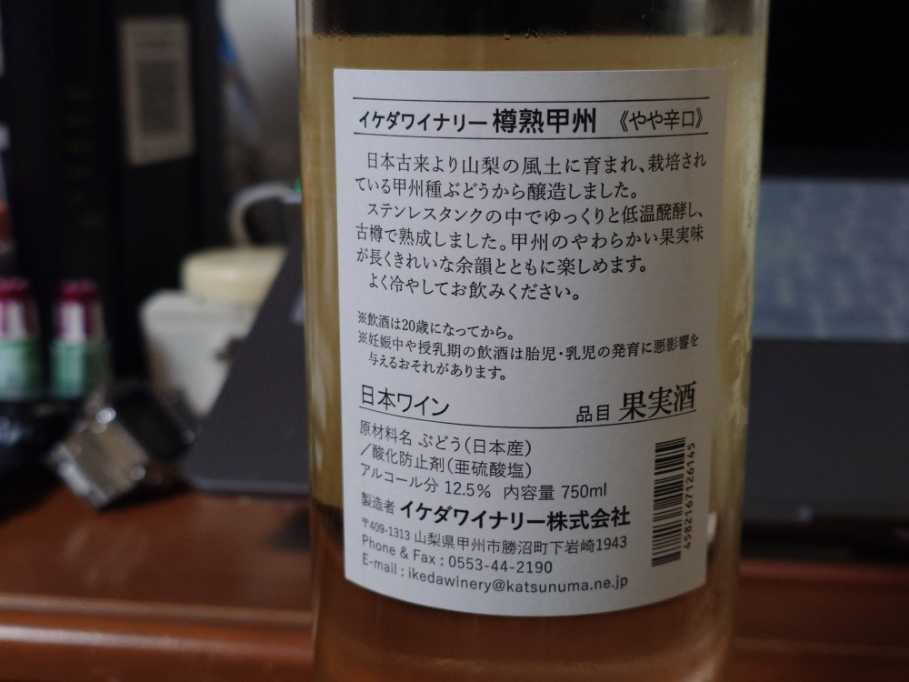 イケダワイナリー 樽熟甲州 《やや辛口》
日本古来より山梨の風土に育まれ、栽培され
ている甲州種ぶどうから醸造しました。
ステンレスタンクの中でゆっくりと低温醗酵し、
古樽で熟成しました。甲州のやわらかい果実味
が長くきれいな余韻とともに楽しめます。
よく冷やしてお飲みください。
※飲酒は20歳になってから。
※妊娠中や授乳期の飲酒は胎児・乳児の発育に悪影響を
与えるおそれがあります。
日本ワイン 品目 果実酒
原材料名 ぶどう(日本産)
/酸化防止剤(亜硫酸塩)
アルコール分 12.5% 内容量 750ml
製造者 イケダワイナリー株式会社
〒409-1313 山梨県甲州市勝沼町下岩崎1943
Phone & Fax : 0553-44-2190
E-mail : ikedawinery@katsunuma.ne.jp
4582167126145